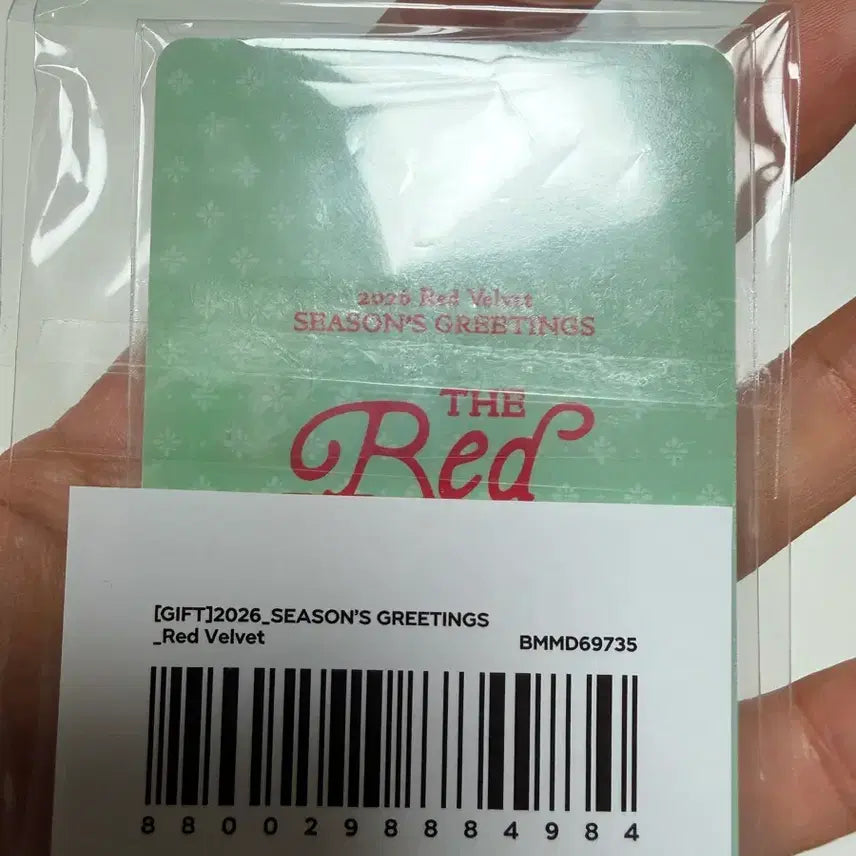 2026 Red Velvet
SEASON'S GREETINGS
THE
Red
[GIFT]2026_SEASON'S GREETINGS
_Red Velvet
BMMD69735
8800298884984